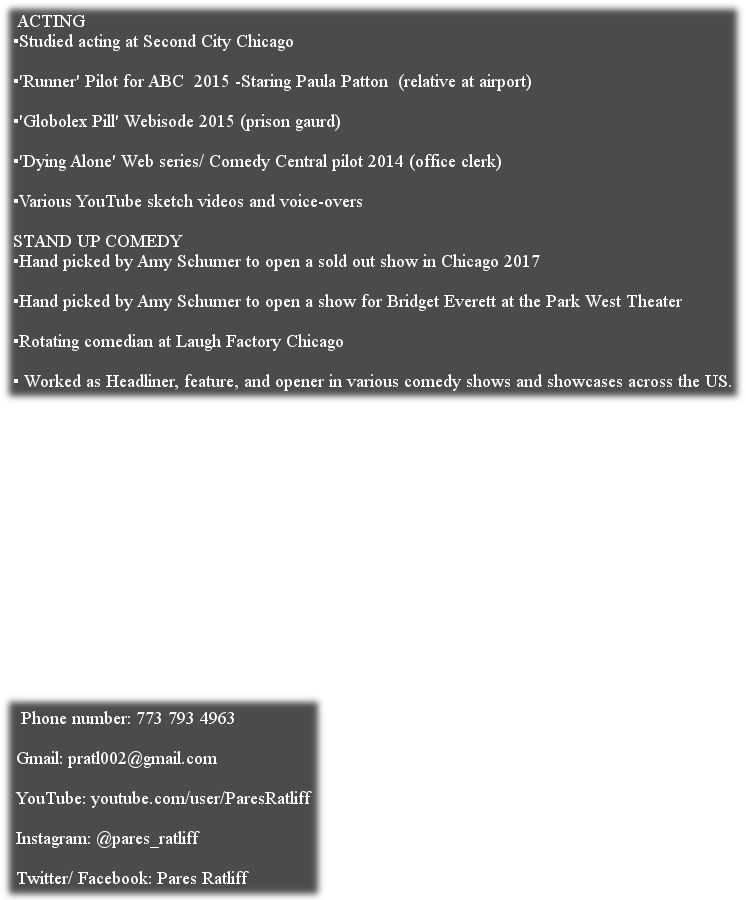 ACTING
▪Studied acting at Second City Chicago
▪'Runner' Pilot for ABC  2015 -Staring Paula Patton  (relative at airport)
▪'Globolex Pill' Webisode 2015 (prison gaurd)
▪'Dying Alone' Web series/ Comedy Central pilot 2014 (office clerk)
▪Various YouTube sketch videos and voice-overs
STAND UP COMEDY
▪Hand picked by Amy Schumer to open a sold out show in Chicago 2017
▪Hand picked by Amy Schumer to open a show for Bridget Everett at the Park West Theater
▪Rotating comedian at Laugh Factory Chicago
▪ Worked as Headliner, feature, and opener in various comedy shows and showcases across the US.
Phone number: 773 793 4963
Gmail: pratl002@gmail.com
YouTube: youtube.com/user/ParesRatliff
Instagram: @pares_ratliff
Twitter/ Facebook: Pares Ratliff